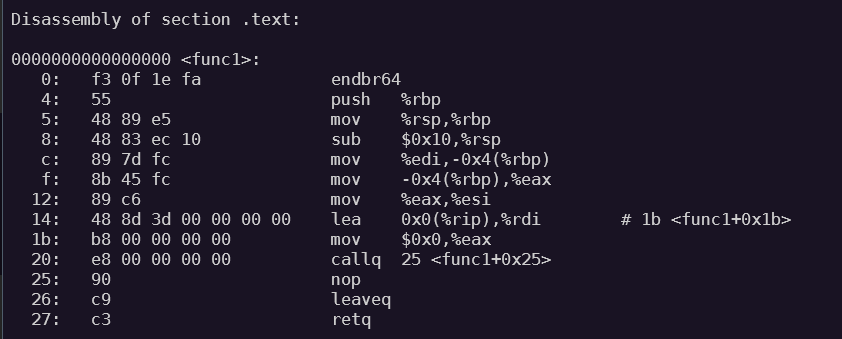 Disassembly of section .text:
0000000000000000 <func1>:
0: f3 0f 1e fa endbr64
4: 55 push %rbp
5: 48 89 e5 mov %rsp,%rbp
8: 48 83 ec 10 sub $0x10,%rsp
c: 89 7d fc mov %edi,-0x4(%rbp)
f: 8b 45 fc mov -0x4(%rbp),%eax
12: 89 c6 mov %eax,%esi
14: 48 8d 3d 00 00 00 00 lea 0x0(%rip),%rdi # 1b <func1+0x1b>
1b: b8 00 00 00 00 mov $0x0,%eax
20: e8 00 00 00 00 callq 25 <func1+0x25>
25: 90 nop
26: c9 leaveq
27: c3 retq